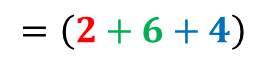 = (2 + 6 + 4)